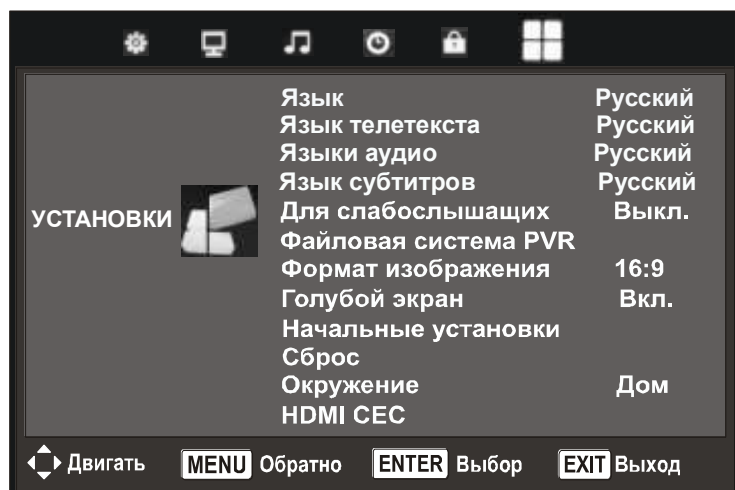 Язык Русский
Язык телетекста Русский
Языки аудио Русский
Язык субтитров Русский
УСТАНОВКИ
Для слабослышащих Выкл.
Файловая система PVR
Формат изображения 16:9
Голубой экран Вкл.
Начальные установки
Сброс
Окружение Дом
HDMI CEC
Двигать MENU Обратно ENTER Выбор EXIT Выход